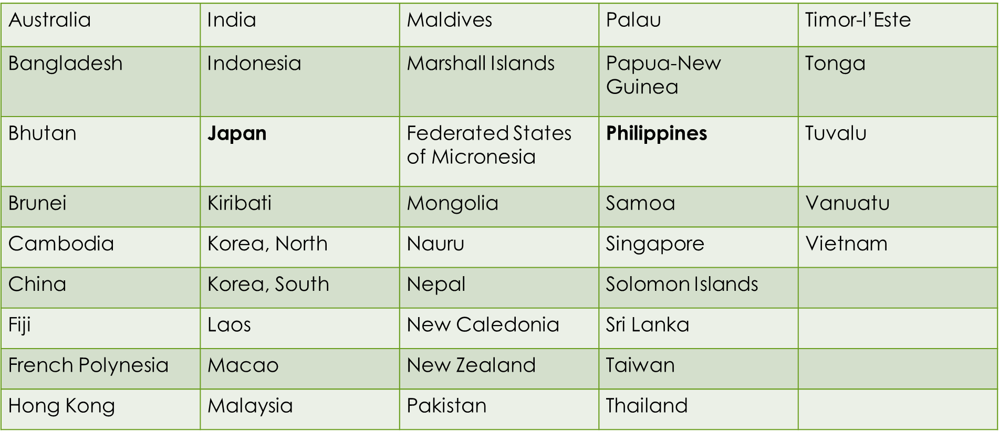 Australia
India
Maldives
Palau
Timor-l’Este
Bangladesh
Indonesia
Marshall Islands
Papua-New
Guinea
Tonga
Bhutan
Japan
Federated States
of Micronesia
Philippines
Tuvalu
Brunei
Kiribati
Mongolia
Samoa
Vanuatu
Cambodia
Korea, North
Nauru
Singapore
Vietnam
China
Korea, South
Nepal
Solomon Islands
Fiji
Laos
New Caledonia
Sri Lanka
French Polynesia
Macao
New Zealand
Taiwan
Hong Kong
Malaysia
Pakistan
Thailand